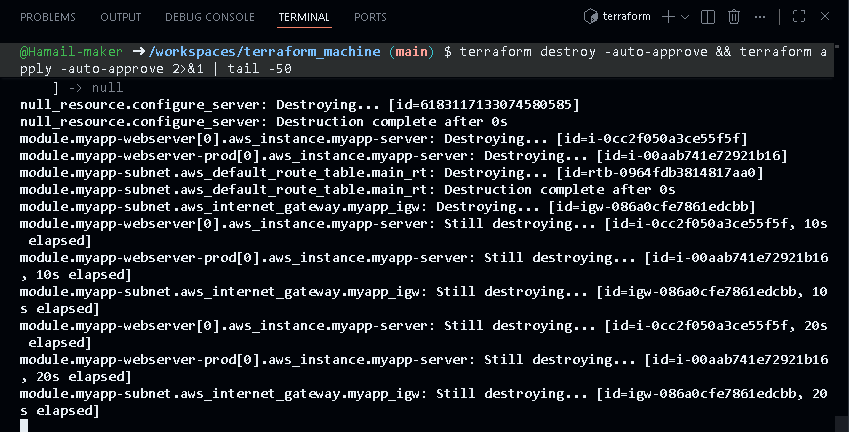 PROBLEMS OUTPUT DEBUG CONSOLE TERMINAL PORTS terraform
@Hamail-maker ➜/workspaces/terraform_machine (main) $ terraform destroy -auto-approve && terraform a
pply -auto-approve 2>&1 | tail -50
] -> null
null_resource.configure_server: Destroying... [id=6183117133074580585]
null_resource.configure_server: Destruction complete after 0s
module.myapp-webserver[0].aws_instance.myapp-server: Destroying... [id=i-0cc2f050a3ce55f5f]
module.myapp-webserver-prod[0].aws_instance.myapp-server: Destroying... [id=i-00aab741e72921b16]
module.myapp-subnet.aws_default_route_table.main_rt: Destroying... [id=rtb-0964fdb3814817aa0]
module.myapp-subnet.aws_default_route_table.main_rt: Destruction complete after 0s
module.myapp-subnet.aws_internet_gateway.myapp_igw: Destroying... [id=igw-086a0cfe7861edcbb]
module.myapp-webserver[0].aws_instance.myapp-server: Still destroying... [id=i-0cc2f050a3ce55f5f, 10s
elapsed]
module.myapp-webserver-prod[0].aws_instance.myapp-server: Still destroying... [id=i-00aab741e72921b16
, 10s elapsed]
module.myapp-subnet.aws_internet_gateway.myapp_igw: Still destroying... [id=igw-086a0cfe7861edcbb, 10
s elapsed]
module.myapp-webserver[0].aws_instance.myapp-server: Still destroying... [id=i-0cc2f050a3ce55f5f, 20s
elapsed]
module.myapp-webserver-prod[0].aws_instance.myapp-server: Still destroying... [id=i-00aab741e72921b16
, 20s elapsed]
module.myapp-subnet.aws_internet_gateway.myapp_igw: Still destroying... [id=igw-086a0cfe7861edcbb, 20
s elapsed]